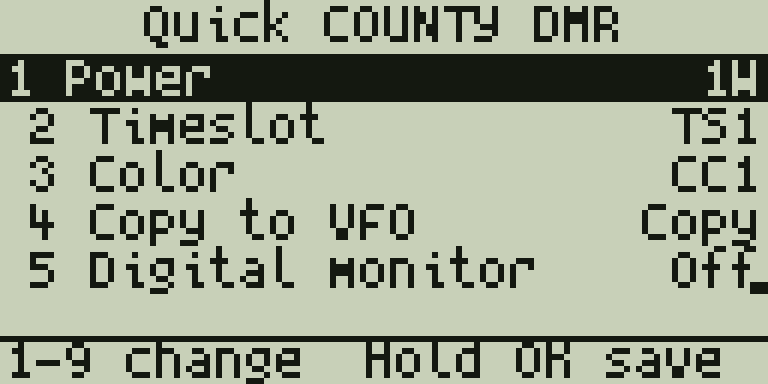 Quick COUNTY DMR
1 Power 1W
2 Timeslot TS1
3 Color CC1
4 Copy to VFO Copy
5 Digital monitor Off
1-9 change Hold OK save